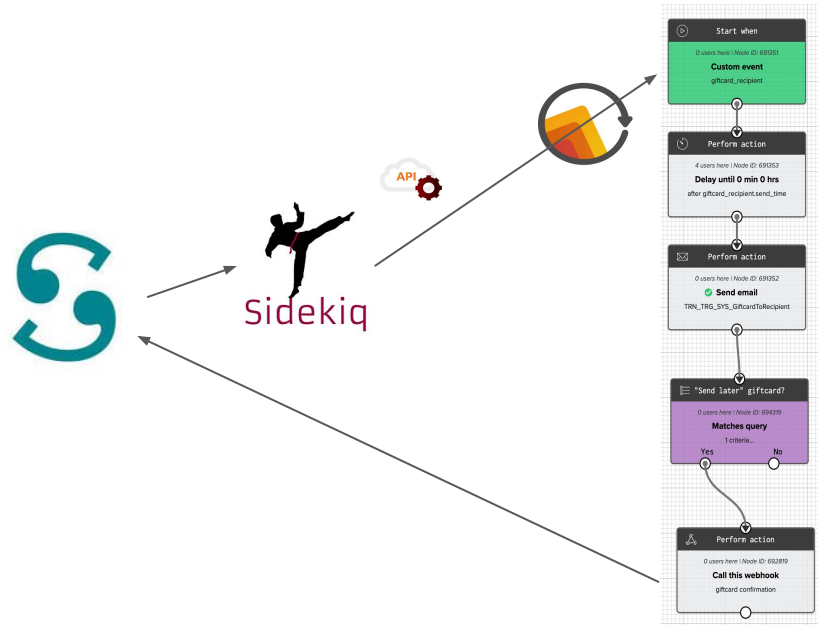 Start when
0 users here | Node ID: 691351
Custom event
giftcard_recipient
Perform action
4 users here | Node ID: 691353
Delay until 0 min 0 hrs
after giftcard_recipient.send_time
API
Perform action
0 users here | Node ID: 691352
Send email
TRN_TRG_SYS_GiftcardToRecipient
Sidekiq
"Send later" giftcard?
0 users here | Node ID: 694319
Matches query
1 criteria...
Yes No
Perform action
0 users here | Node ID: 692819
Call this webhook
giftcard confirmation